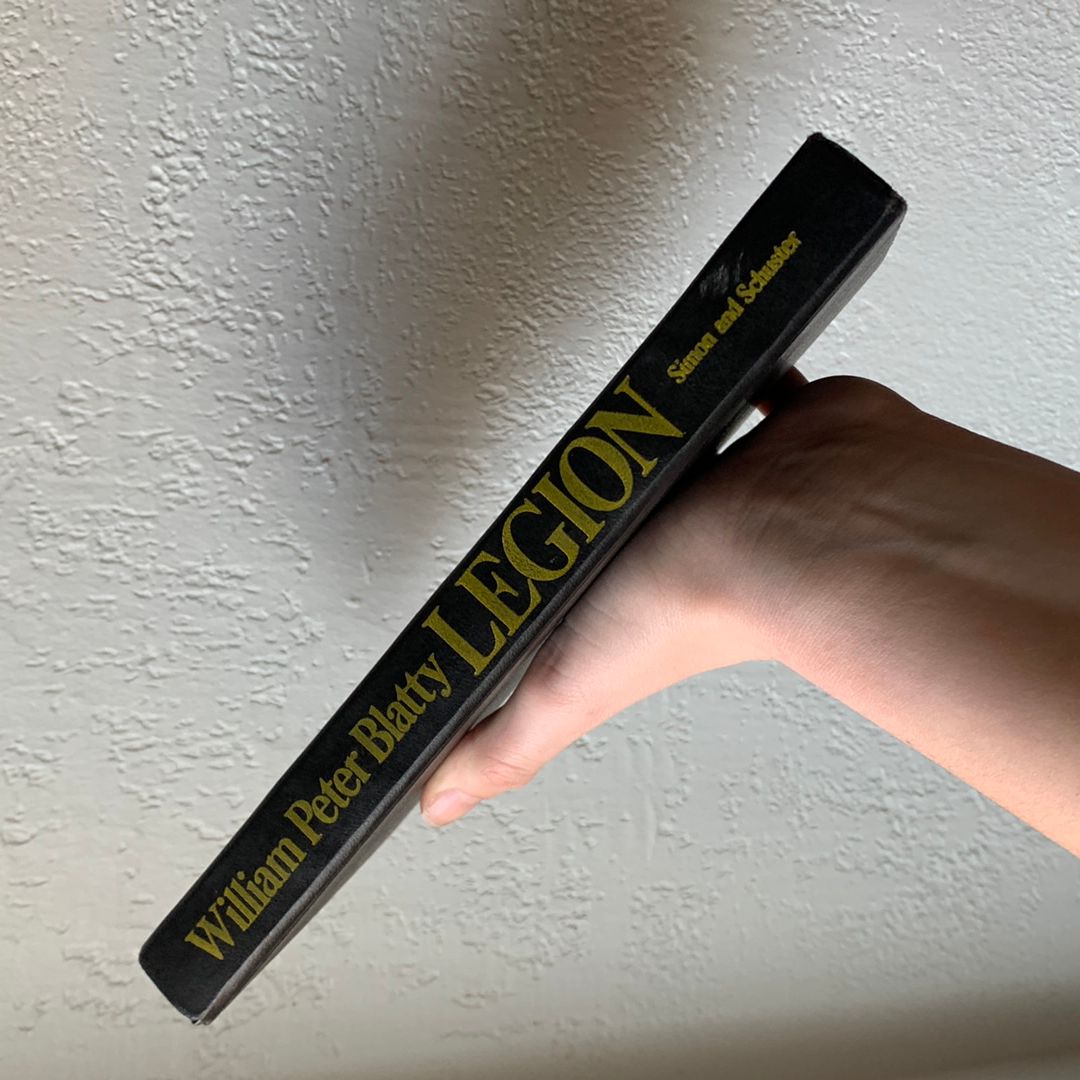 William Peter Blatty LEGION
Simon and Schuster